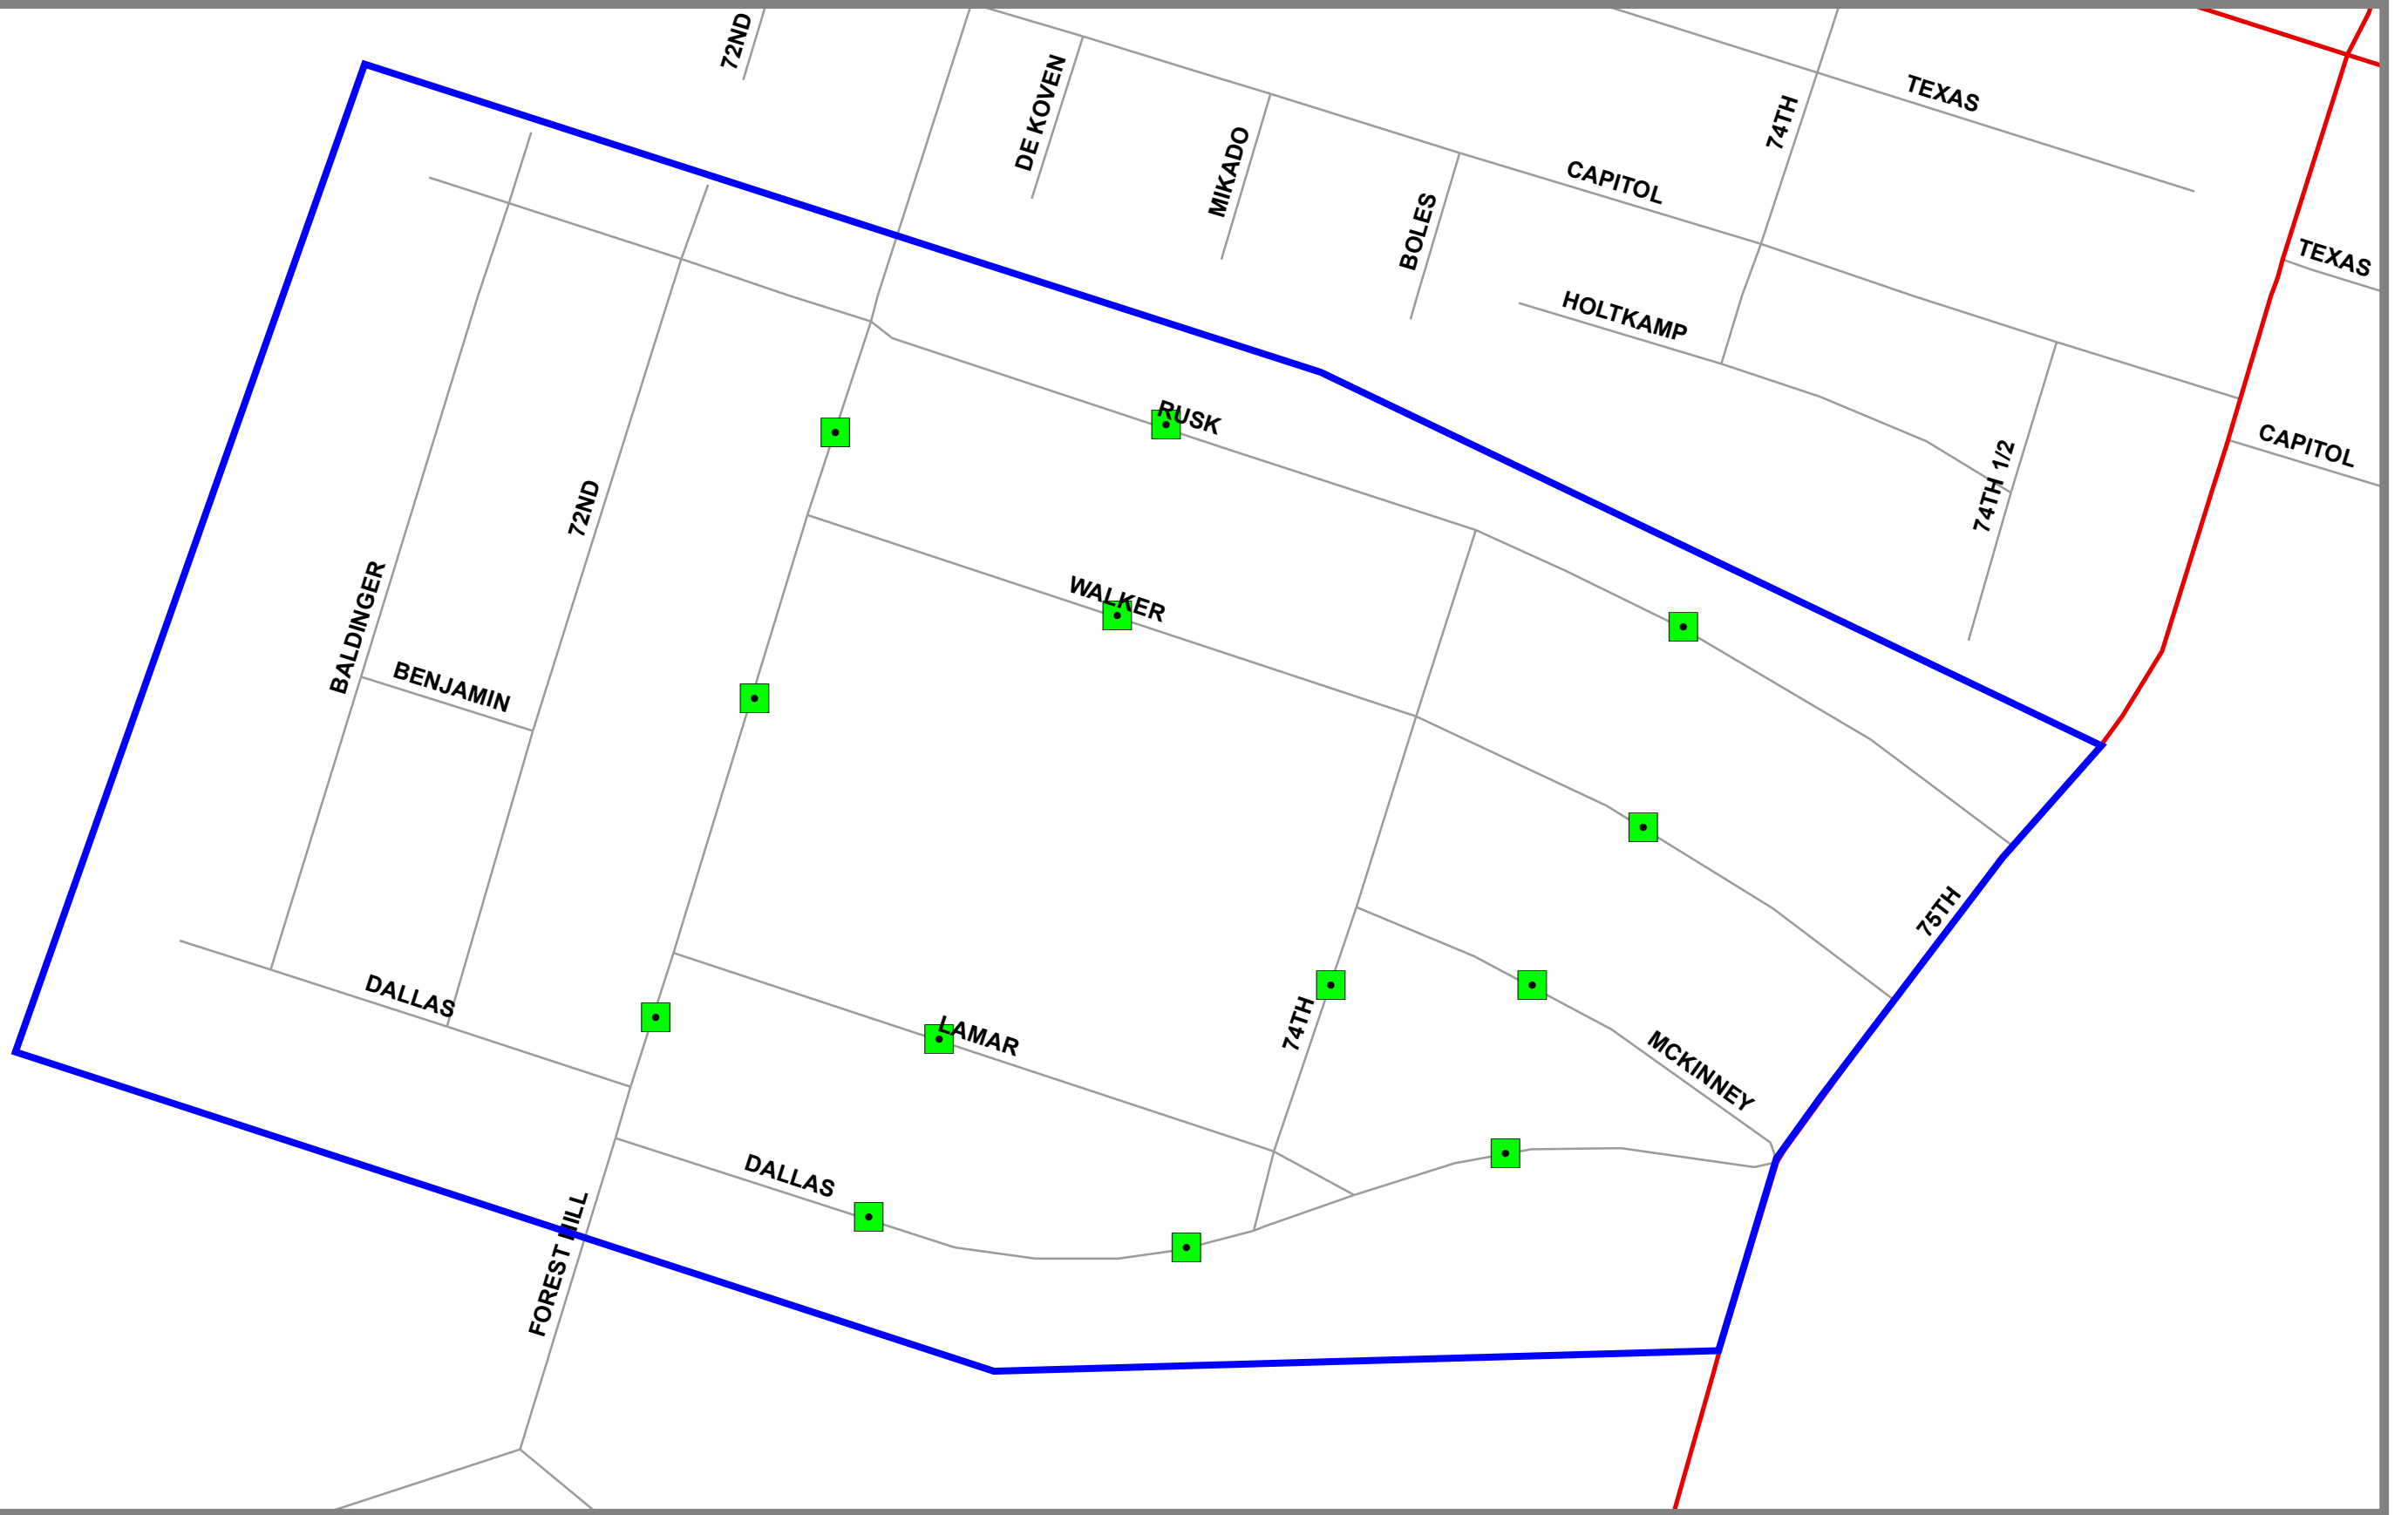 72ND
DE KOVEN
MIKADO
BOLES
CAPITOL
74TH
TEXAS
TEXAS
HOLTKAMP
74TH 1/2
CAPITOL
RUSK
72ND
WALKER
BALDINGER
BENJAMIN
75TH
DALLAS
LAMAR
74TH
MCKINNEY
DALLAS
FOREST HILL